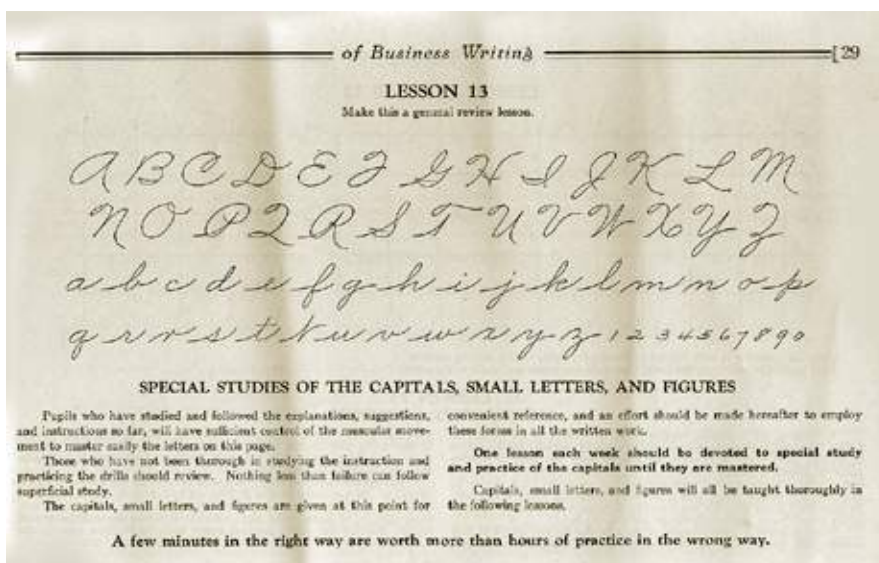 of Business Writing [29
LESSON 13
Make this a general review lesson.
A B C D E F G H I J K L M
N O P Q R S T U V W X Y Z
a b c d e f g h i j k l m n o p
q r r s t t u v w x y z 1 2 3 4 5 6 7 8 9 0
SPECIAL STUDIES OF THE CAPITALS, SMALL LETTERS, AND FIGURES
Pupils who have studied and followed the explanations, suggestions,
and instructions so far, will have sufficient control of the muscular move-
ment to master easily the letters on this page.
Those who have not been thorough in studying the instruction and
practicing the drills should review. Nothing less than failure can follow
superficial study.
The capitals, small letters, and figures are given at this point for
convenient reference, and an effort should be made hereafter to employ
these forms in all the written work.
One lesson each week should be devoted to special study
and practice of the capitals until they are mastered.
Capitals, small letters, and figures will all be taught thoroughly in
the following lessons.
A few minutes in the right way are worth more than hours of practice in the wrong way.